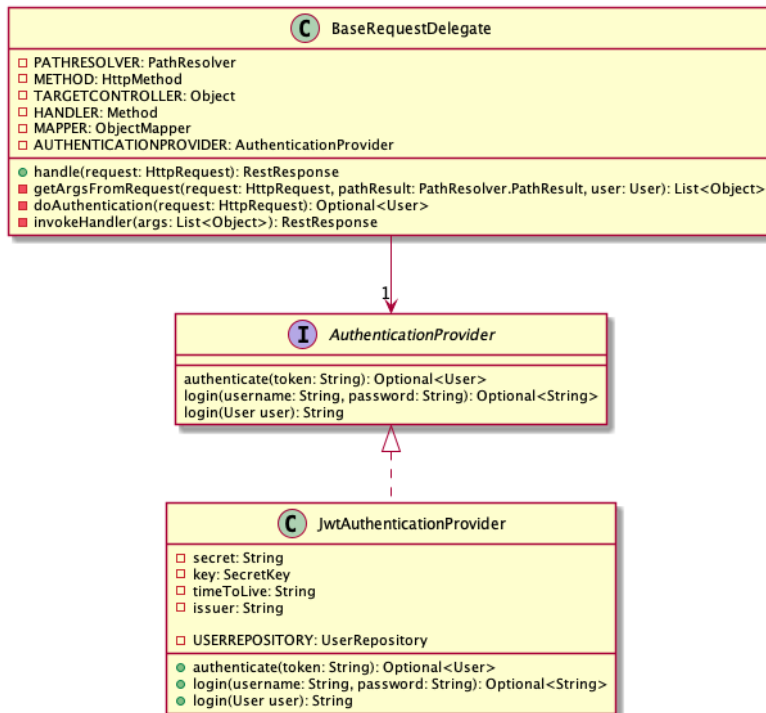 C BaseRequestDelegate
PATHRESOLVER: PathResolver
METHOD: HttpMethod
TARGETCONTROLLER: Object
HANDLER: Method
MAPPER: ObjectMapper
AUTHENTICATIONPROVIDER: AuthenticationProvider
handle(request: HttpRequest): RestResponse
getArgsFromRequest(request: HttpRequest, pathResult: PathResolver.PathResult, user: User): List<Object>
doAuthentication(request: HttpRequest): Optional<User>
invokeHandler(args: List<Object>): RestResponse
1
I AuthenticationProvider
authenticate(token: String): Optional<User>
login(username: String, password: String): Optional<String>
login(User user): String
C JwtAuthenticationProvider
secret: String
key: SecretKey
timeToLive: String
issuer: String
USERREPOSITORY: UserRepository
authenticate(token: String): Optional<User>
login(username: String, password: String): Optional<String>
login(User user): String